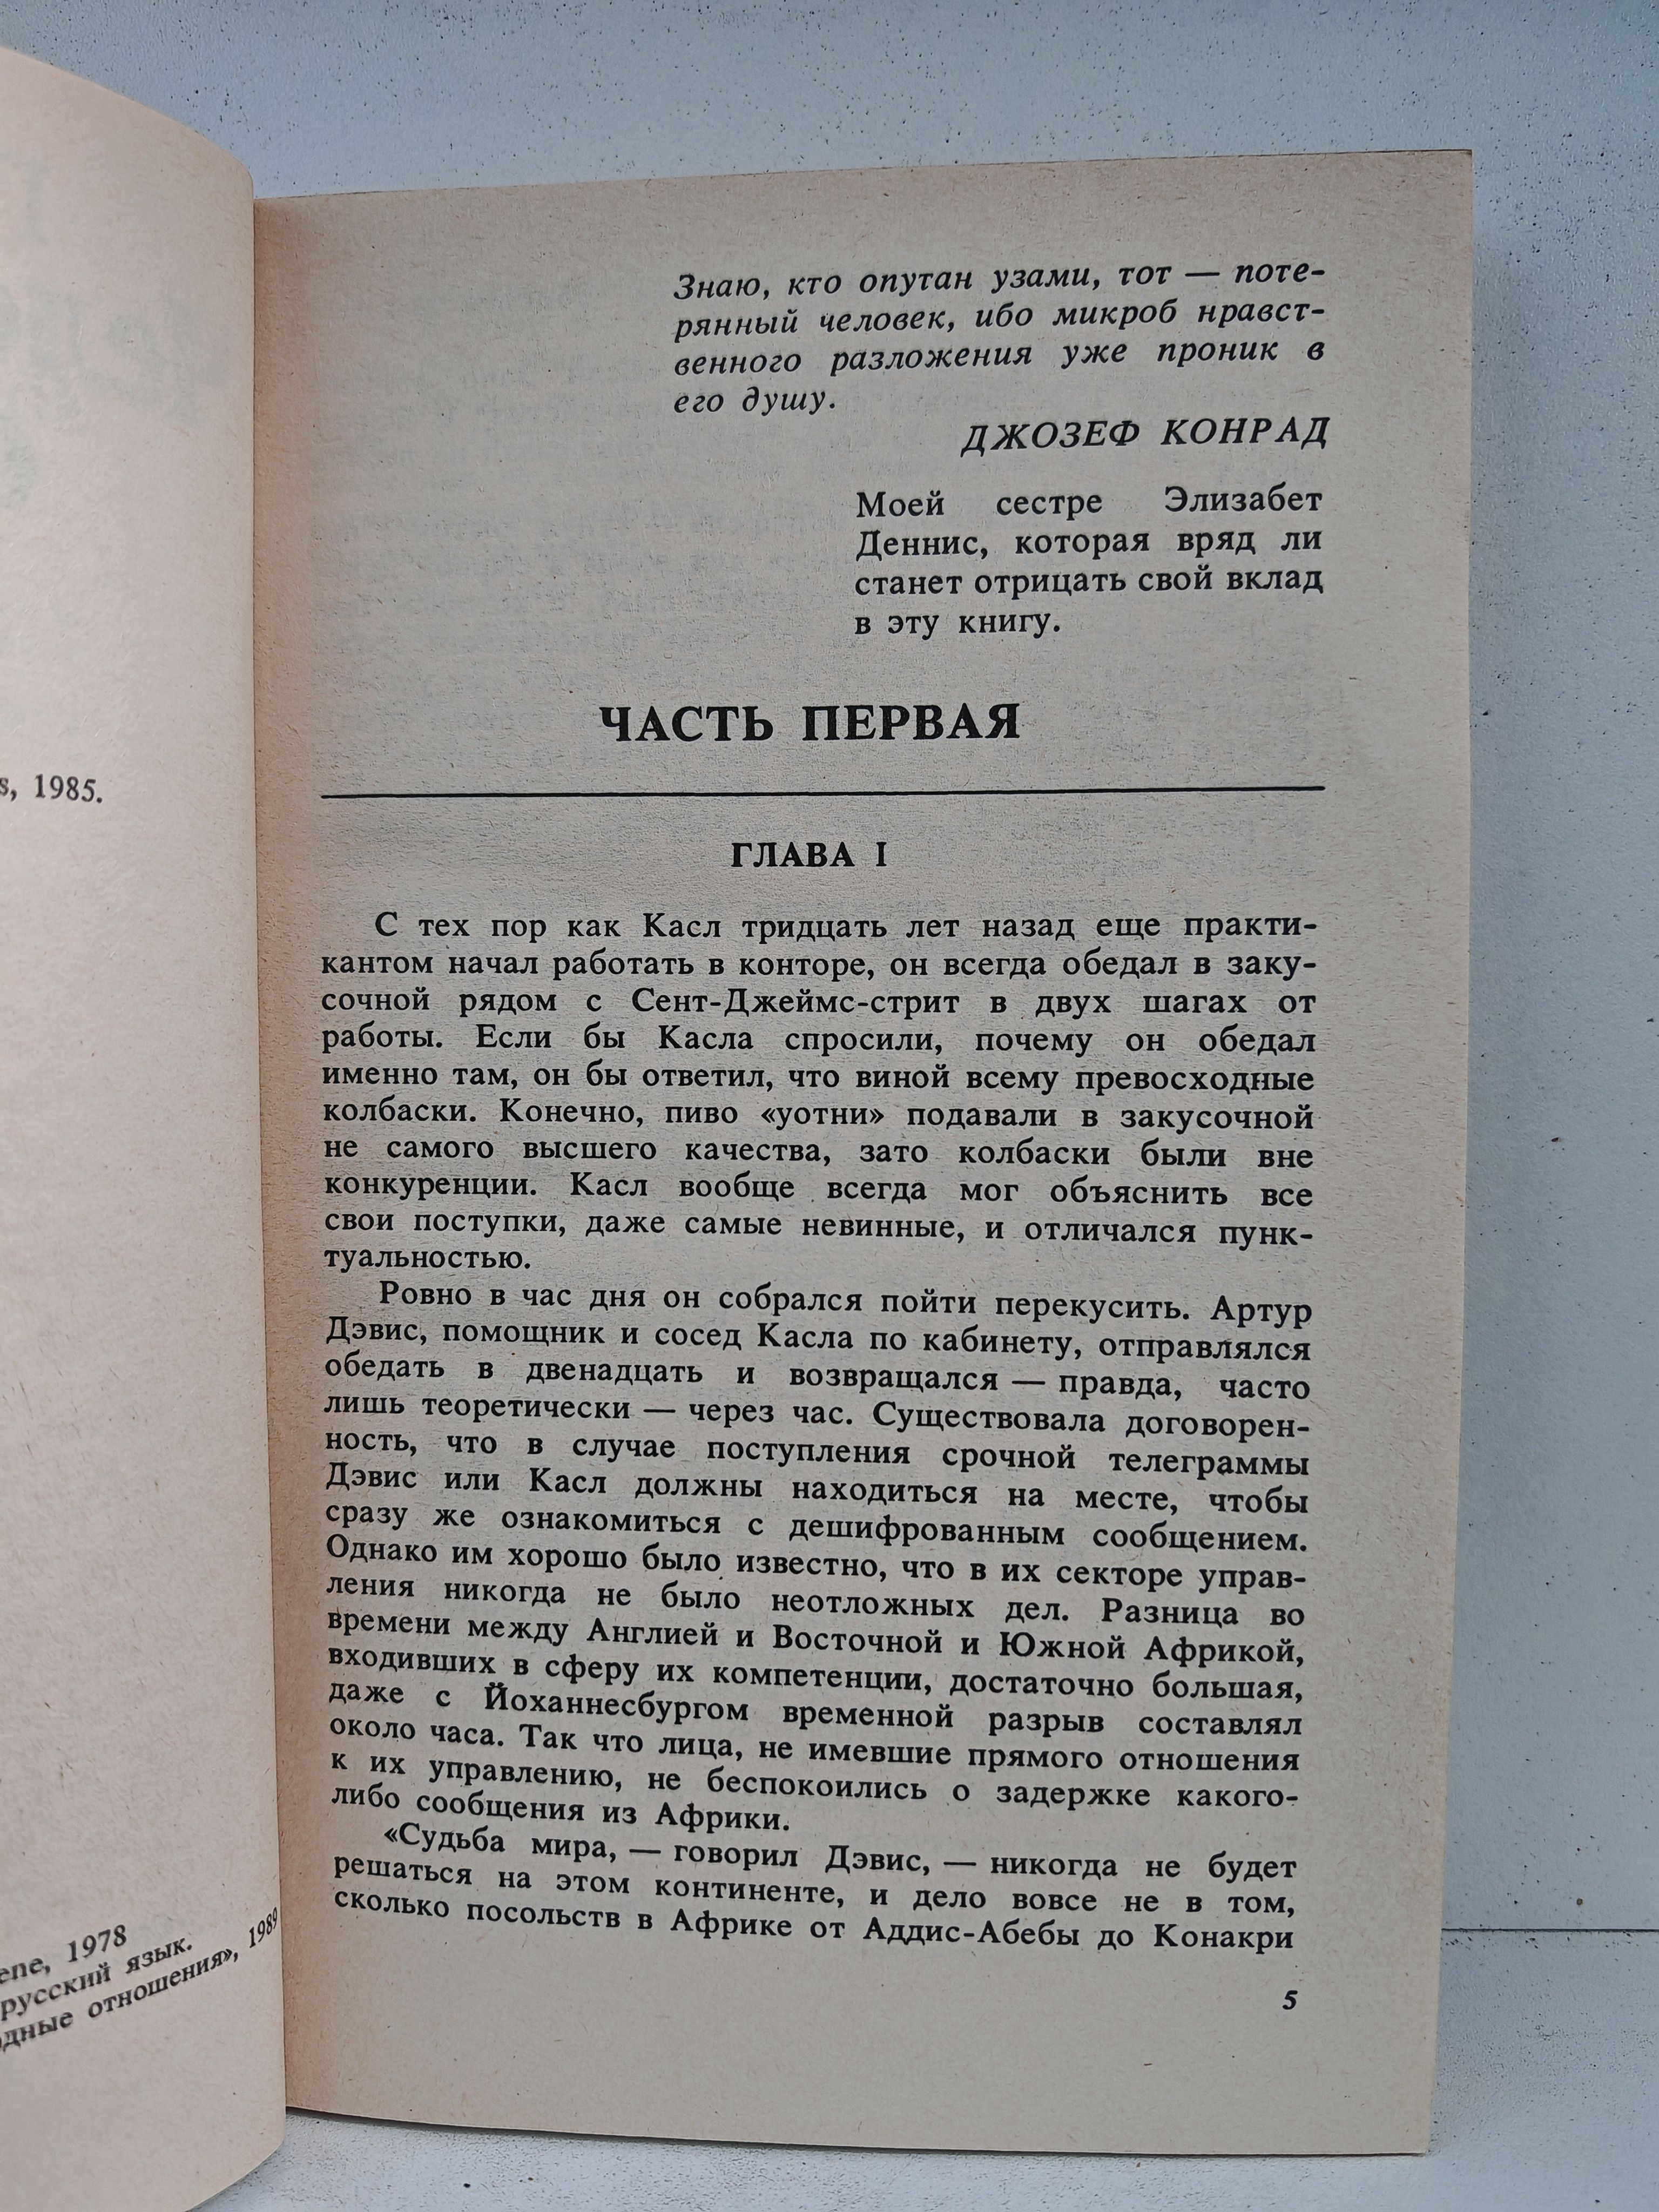 1985.
1978
русский язык.
отношения», 1989
Знаю, кто опутан узами, тот — поте-
рянный человек, ибо микроб нравст-
венного разложения уже проник в
его душу.
ДЖОЗЕФ КОНРАД
Моей сестре Элизабет
Деннис, которая вряд ли
станет отрицать свой вклад
в эту книгу.
ЧАСТЬ ПЕРВАЯ
ГЛАВА I
С тех пор как Касл тридцать лет назад еще практи-
кантом начал работать в конторе, он всегда обедал в заку-
сочной рядом с Сент-Джеймс-стрит в двух шагах от
работы. Если бы Касла спросили, почему он обедал
именно там, он бы ответил, что виной всему превосходные
колбаски. Конечно, пиво «уотни» подавали в закусочной
не самого высшего качества, зато колбаски были вне
конкуренции. Касл вообще всегда мог объяснить все
свои поступки, даже самые невинные, и отличался пунк-
туальностью.
Ровно в час дня он собрался пойти перекусить. Артур
Дэвис, помощник и сосед Касла по кабинету, отправлялся
обедать в двенадцать и возвращался — правда, часто
лишь теоретически — через час. Существовала договорен-
ность, что в случае поступления срочной телеграммы
Дэвис или Касл должны находиться на месте, чтобы
сразу же ознакомиться с дешифрованным сообщением.
Однако им хорошо было известно, что в их секторе управ-
ления никогда не было неотложных дел. Разница во
времени между Англией и Восточной и Южной Африкой,
входивших в сферу их компетенции, достаточно большая,
даже с Йоханнесбургом временной разрыв составлял
около часа. Так что лица, не имевшие прямого отношения
к их управлению, не беспокоились о задержке какого-
либо сообщения из Африки.
«Судьба мира, — говорил Дэвис, — никогда не будет
решаться на этом континенте, и дело вовсе не в том,
сколько посольств в Африке от Аддис-Абебы до Конакри
5